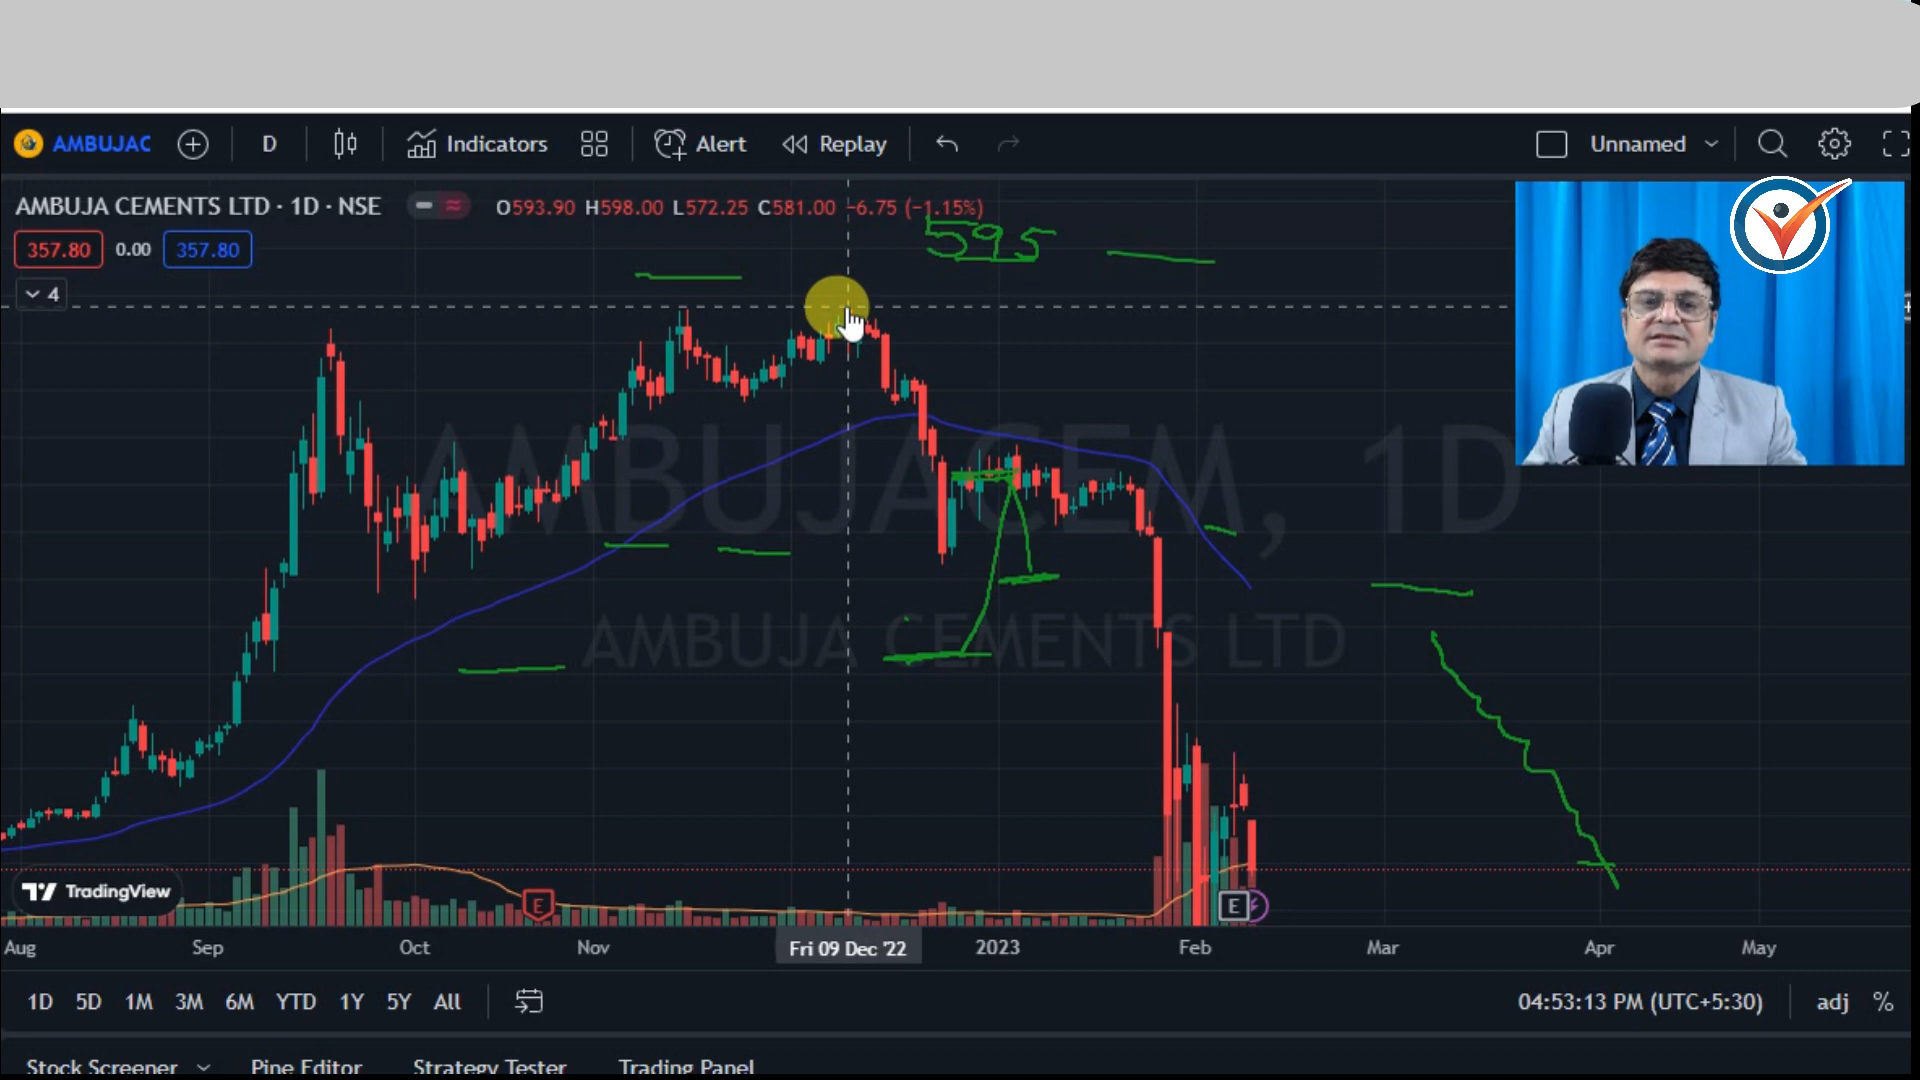 AMBUJAC D Indicators Alert Replay Unnamed
AMBUJA CEMENTS LTD · 1D · NSE O593.90 H598.00 L572.25 C581.00 −6.75 (−1.15%)
595
357.80 0.00 357.80
4
AMBUJACEM, 1D
AMBUJA CEMENTS LTD
TradingView
E E
Aug Sep Oct Nov Fri 09 Dec '22 2023 Feb Mar Apr May
1D 5D 1M 3M 6M YTD 1Y 5Y All 04:53:13 PM (UTC+5:30) adj %
Stock Screener Pine Editor Strategy Tester Trading Panel